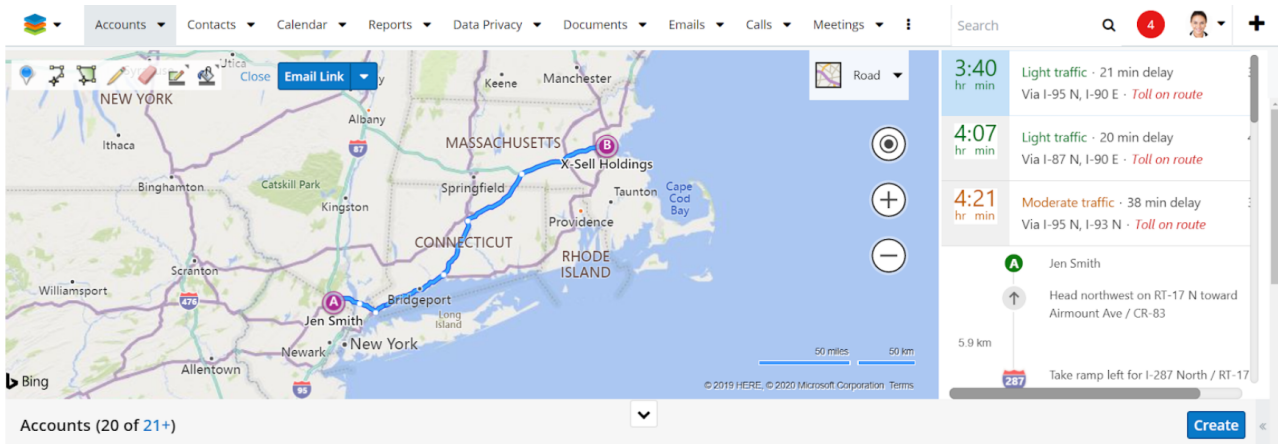 Accounts Contacts Calendar Reports Data Privacy Documents Emails Calls Meetings Search 4
Close Email Link
Road
Utica
Keene
Manchester
NEW YORK
Albany
87
Ithaca
MASSACHUSETTS
B
X-Sell Holdings
Binghamton
Catskill Park
Springfield
Taunton
Cape
Cod
Bay
Kingston
Providence
CONNECTICUT
RHODE
ISLAND
Scranton
Williamsport
476
A
Bridgeport
Jen Smith
Long
Island
Newark
New York
Allentown
95
Bing
50 miles 50 km
© 2019 HERE, © 2020 Microsoft Corporation Terms
3:40
hr min
Light traffic · 21 min delay
Via I-95 N, I-90 E · Toll on route
4:07
hr min
Light traffic · 20 min delay
Via I-87 N, I-90 E · Toll on route
4:21
hr min
Moderate traffic · 38 min delay
Via I-95 N, I-93 N · Toll on route
A Jen Smith
Head northwest on RT-17 N toward
Airmount Ave / CR-83
5.9 km
287 Take ramp left for I-287 North / RT-17
Accounts (20 of 21+)
Create